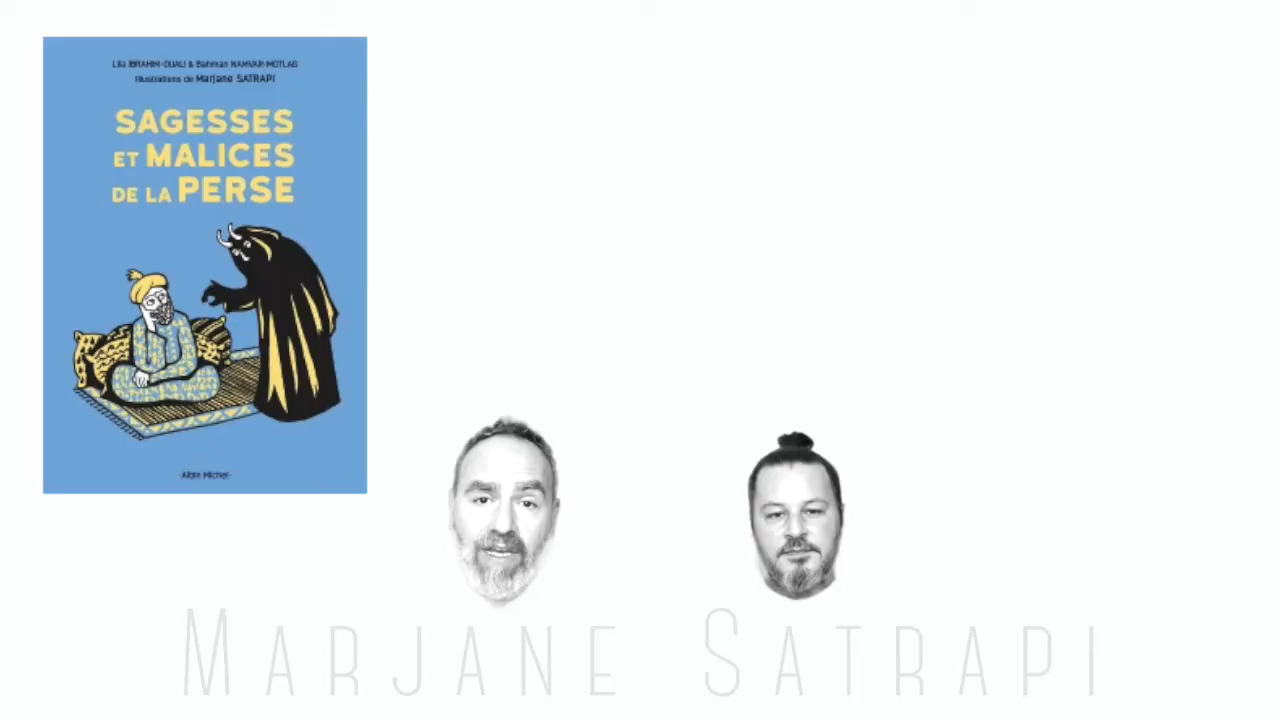 Lila IBRAHIM-OUALI & Bahman NAMVAR-MOTLAG
Illustrations de Marjane SATRAPI
SAGESSES
ET MALICES
DE LA PERSE
Albin Michel
MARJANE SATRAPI